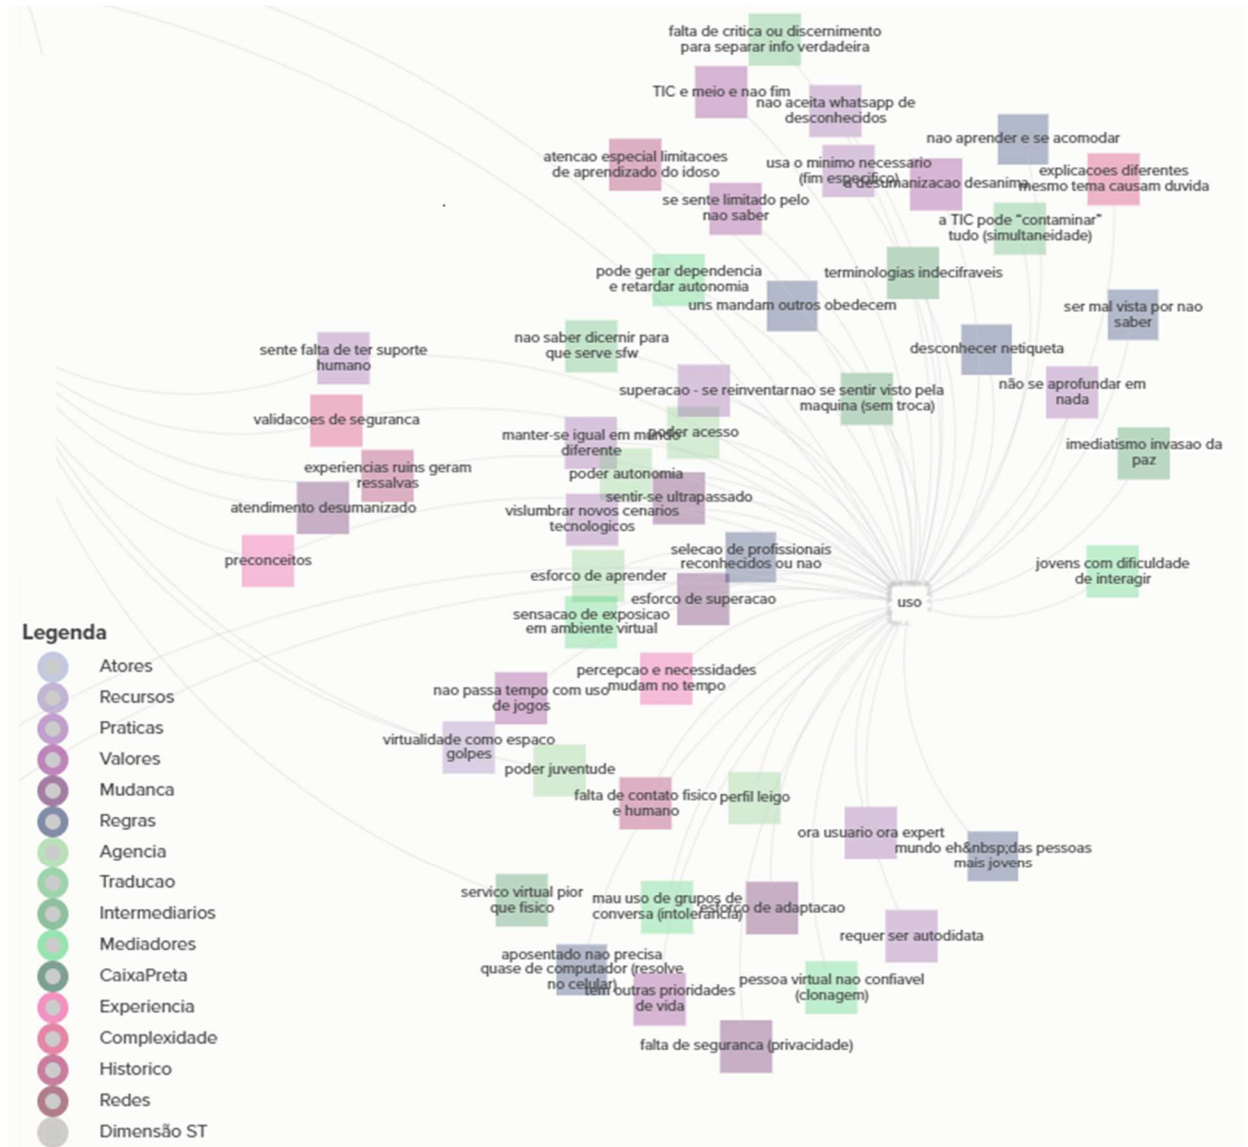 falta de critica ou discernimento
para separar info verdadeira
TIC e meio e nao fim
nao aceita whatsapp de
desconhecidos
nao aprender e se acomodar
atencao especial limitacoes
de aprendizado do idoso
usa o minimo necessario
(fim especifico)
a desumanizacao desanima
explicacoes diferentes
mesmo tema causam duvida
se sente limitado pelo
nao saber
a TIC pode "contaminar"
tudo (simultaneidade)
pode gerar dependencia
e retardar autonomia
terminologias indecifraveis
uns mandam outros obedecem
ser mal vista por nao
saber
nao saber dicernir para
que serve sfw
desconhecer netiqueta
sente falta de ter suporte
humano
superacao - se reinventar
nao se sentir visto pela
maquina (sem troca)
não se aprofundar em
nada
validacoes de seguranca
manter-se igual em mundo
diferente
poder acesso
imediatismo invasao da
paz
experiencias ruins geram
ressalvas
poder autonomia
sentir-se ultrapassado
atendimento desumanizado
vislumbrar novos cenarios
tecnologicos
preconceitos
selecao de profissionais
reconhecidos ou nao
jovens com dificuldade
de interagir
esforco de aprender
esforco de superacao
uso
sensacao de exposicao
em ambiente virtual
percepcao e necessidades
mudam no tempo
nao passa tempo com uso
de jogos
virtualidade como espaco
golpes
poder juventude
falta de contato fisico
e humano
perfil leigo
ora usuario ora expert
mundo eh&nbsp;das pessoas
mais jovens
servico virtual pior
que fisico
mau uso de grupos de
conversa (intolerancia)
esforco de adaptacao
requer ser autodidata
aposentado nao precisa
quase de computador (resolve
no celular)
tem outras prioridades
de vida
pessoa virtual nao confiavel
(clonagem)
falta de seguranca (privacidade)
Legenda
Atores
Recursos
Praticas
Valores
Mudanca
Regras
Agencia
Traducao
Intermediarios
Mediadores
CaixaPreta
Experiencia
Complexidade
Historico
Redes
Dimensão ST